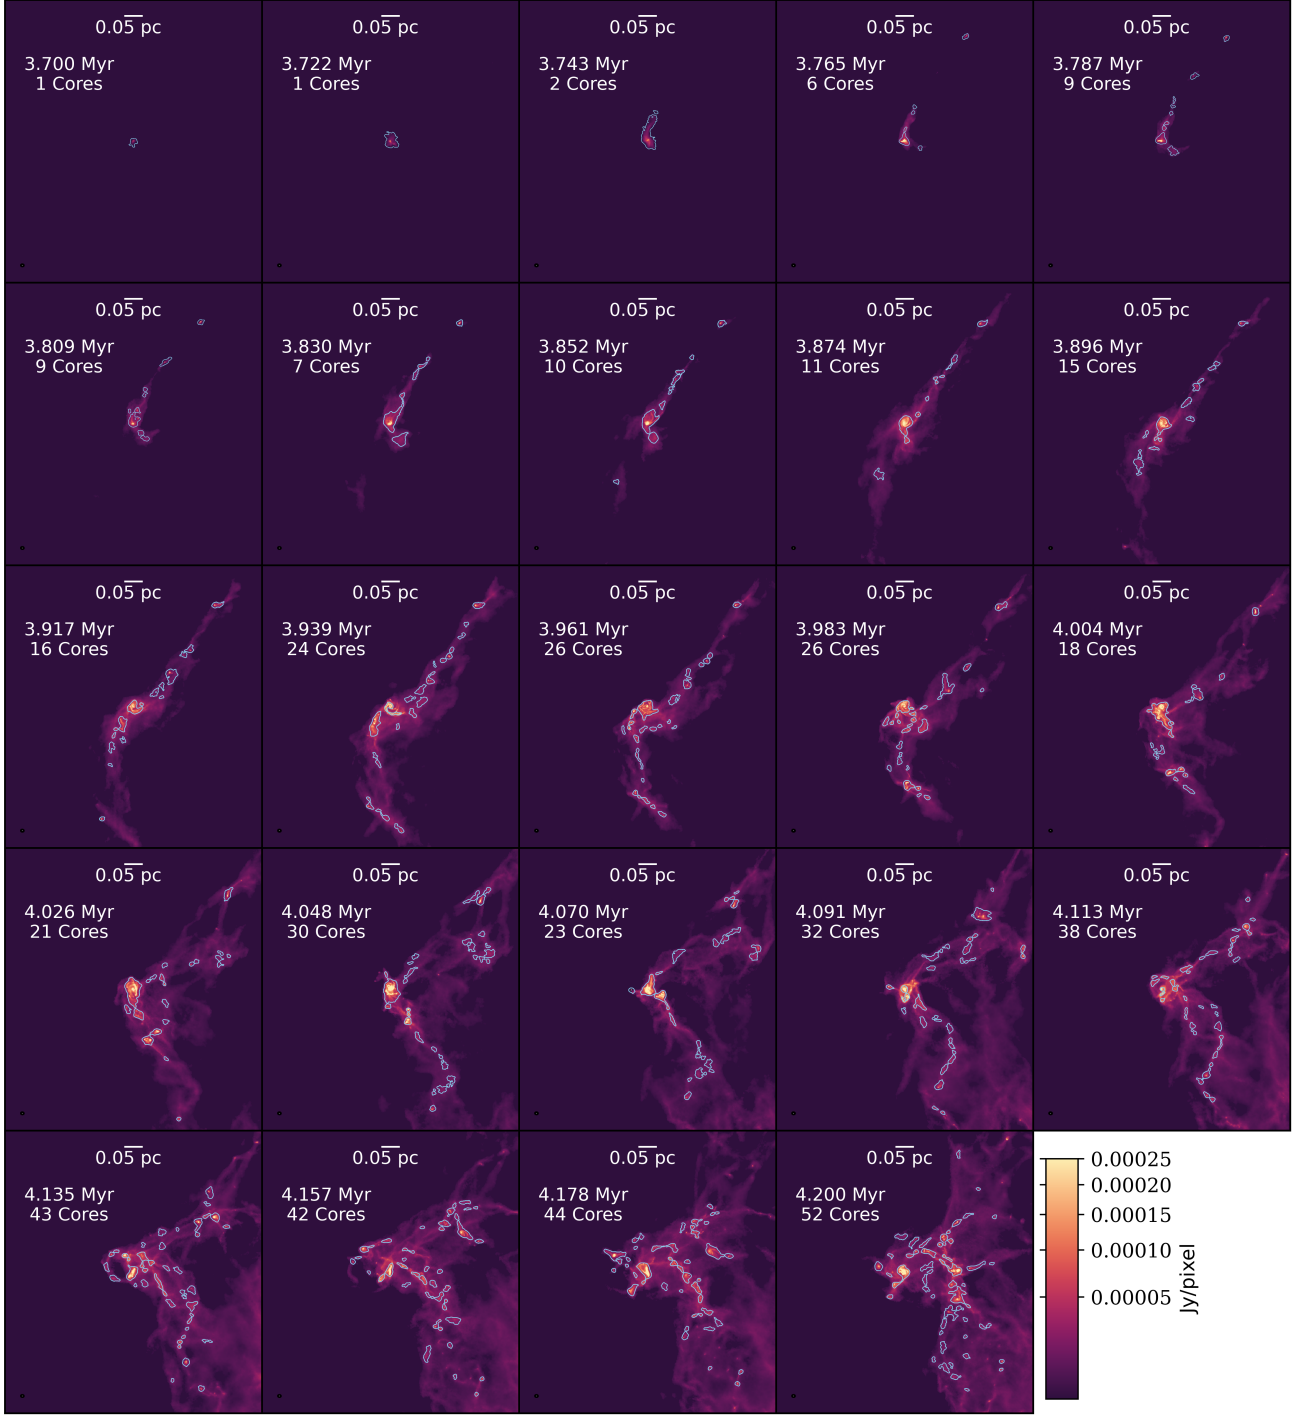 0.05 pc
3.700 Myr
1 Cores
0.05 pc
3.722 Myr
1 Cores
0.05 pc
3.743 Myr
2 Cores
0.05 pc
3.765 Myr
6 Cores
0.05 pc
3.787 Myr
9 Cores
0.05 pc
3.809 Myr
9 Cores
0.05 pc
3.830 Myr
7 Cores
0.05 pc
3.852 Myr
10 Cores
0.05 pc
3.874 Myr
11 Cores
0.05 pc
3.896 Myr
15 Cores
0.05 pc
3.917 Myr
16 Cores
0.05 pc
3.939 Myr
24 Cores
0.05 pc
3.961 Myr
26 Cores
0.05 pc
3.983 Myr
26 Cores
0.05 pc
4.004 Myr
18 Cores
0.05 pc
4.026 Myr
21 Cores
0.05 pc
4.048 Myr
30 Cores
0.05 pc
4.070 Myr
23 Cores
0.05 pc
4.091 Myr
32 Cores
0.05 pc
4.113 Myr
38 Cores
0.05 pc
4.135 Myr
43 Cores
0.05 pc
4.157 Myr
42 Cores
0.05 pc
4.178 Myr
44 Cores
0.05 pc
4.200 Myr
52 Cores
0.00025
0.00020
0.00015
0.00010
0.00005
Jy/pixel